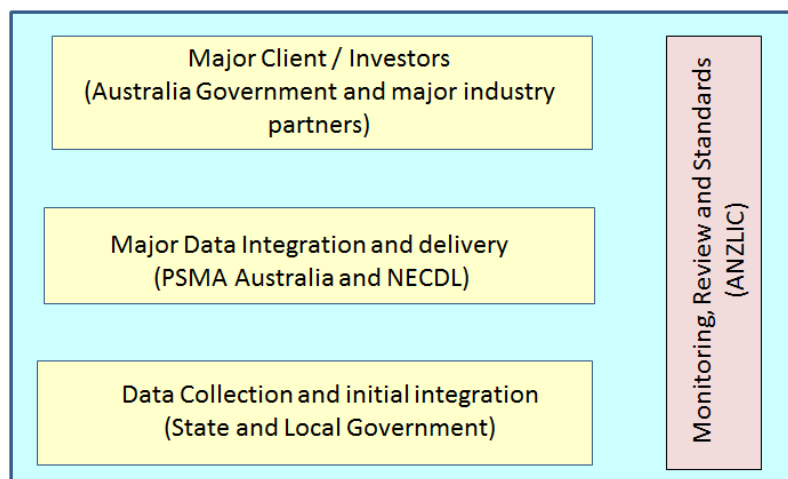 Major Client / Investors
(Australia Government and major industry
partners)
Major Data Integration and delivery
(PSMA Australia and NECDL)
Data Collection and initial integration
(State and Local Government)
Monitoring, Review and Standards
(ANZLIC)